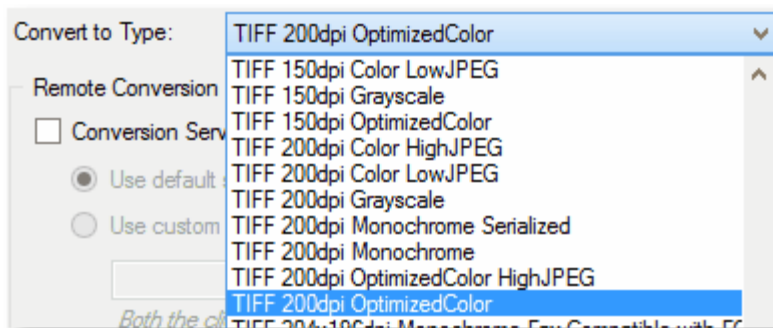 Convert to Type: TIFF 200dpi OptimizedColor
TIFF 150dpi Color LowJPEG
Remote Conversion TIFF 150dpi Grayscale
TIFF 150dpi OptimizedColor
Conversion TIFF 200dpi Color HighJPEG
TIFF 200dpi Color LowJPEG
Use default TIFF 200dpi Grayscale
Use custom TIFF 200dpi Monochrome Serialized
TIFF 200dpi Monochrome
TIFF 200dpi OptimizedColor HighJPEG
TIFF 200dpi OptimizedColor
Both the